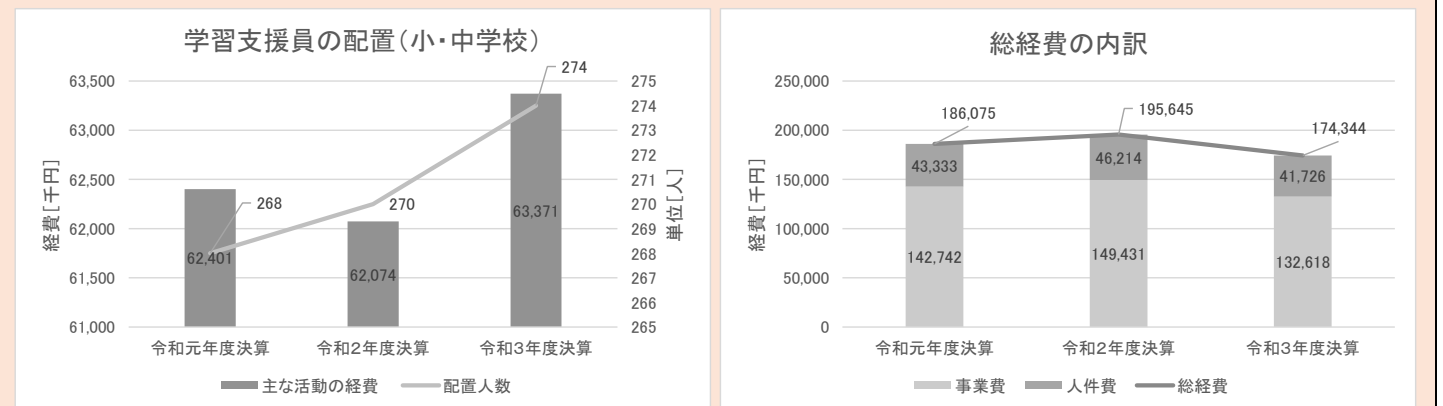 学習支援員の配置（小・中学校）
経費[千円]
63,500
63,000
62,500
62,000
61,500
61,000
275
274
273
272
271
270
269
268
267
266
265
単位[人]
274
268
270
62,401
62,074
63,371
令和元年度決算 令和２年度決算 令和３年度決算
主な活動の経費 配置人数
総経費の内訳
経費[千円]
250,000
200,000
150,000
100,000
50,000
0
186,075 195,645 174,344
43,333 46,214 41,726
142,742 149,431 132,618
令和元年度決算 令和２年度決算 令和３年度決算
事業費 人件費 総経費